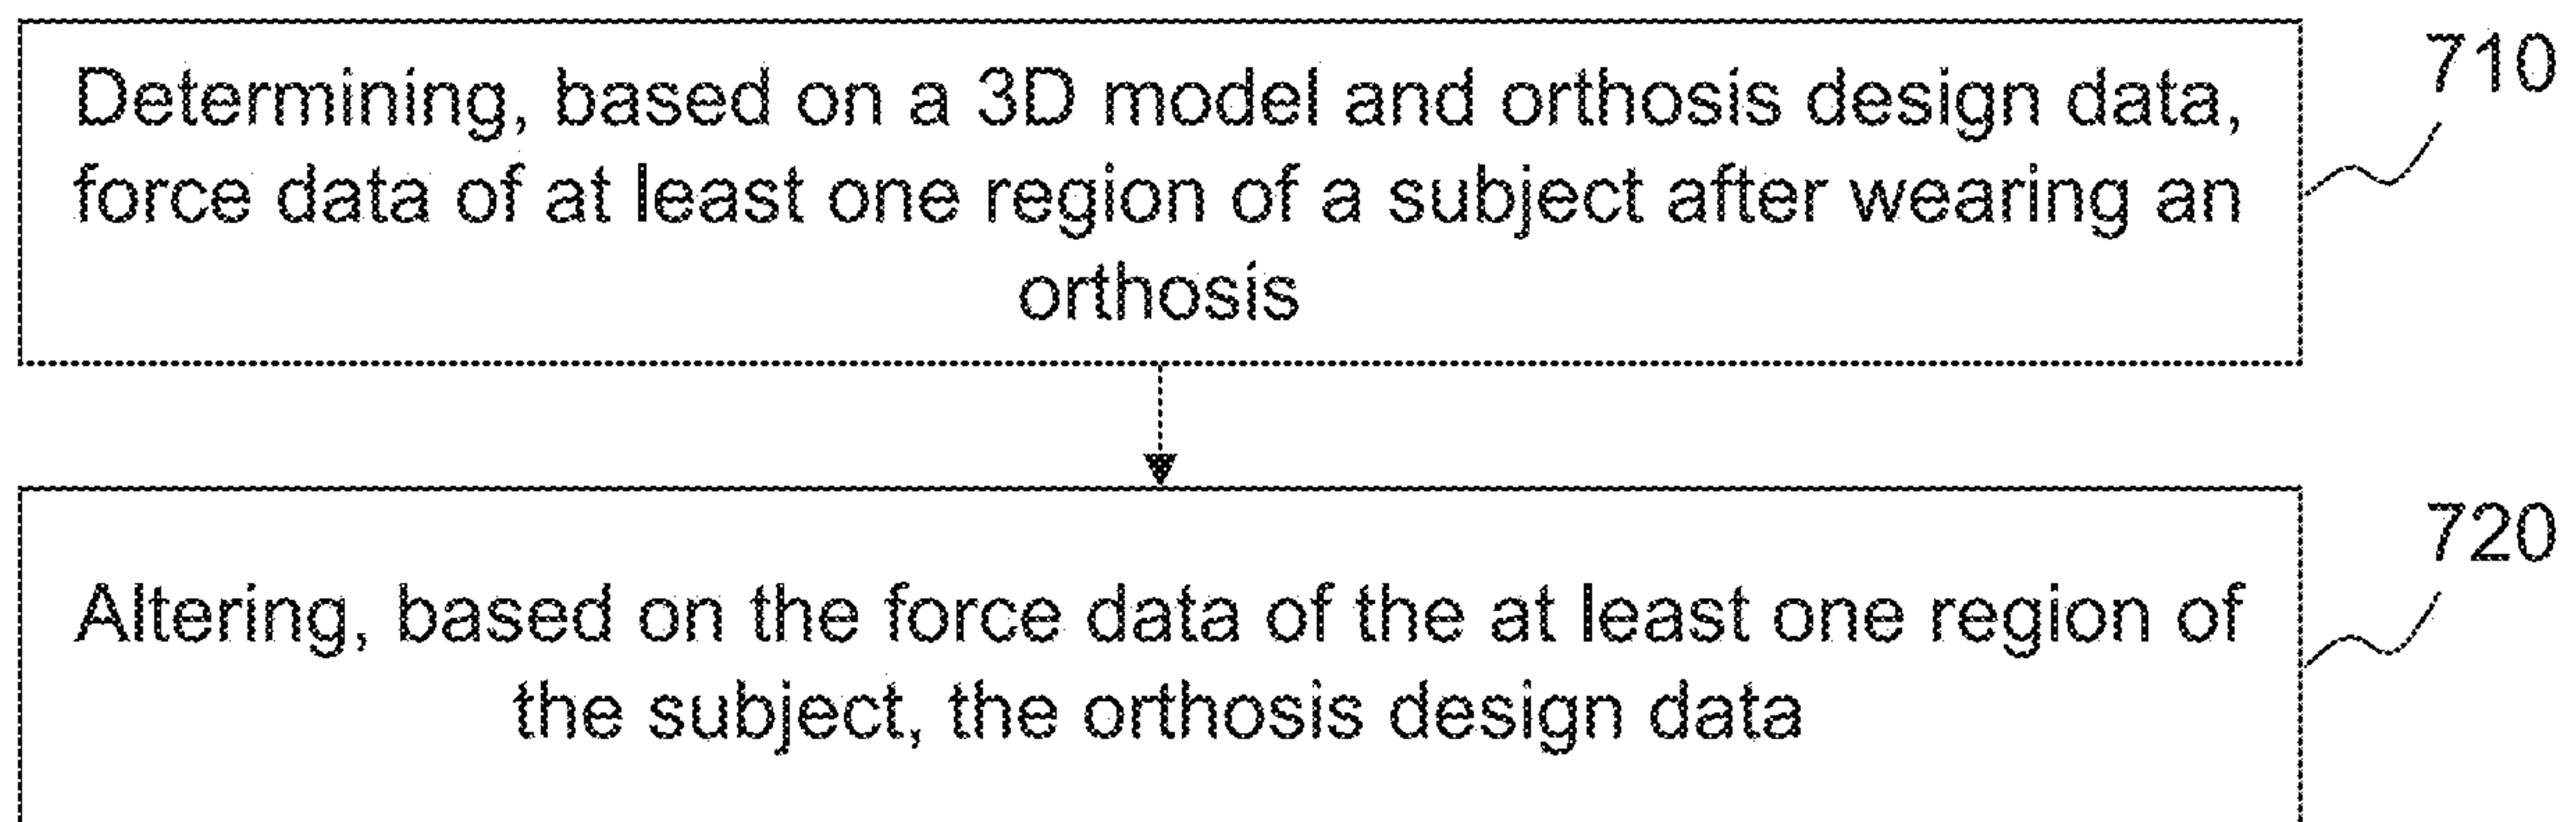 Determining, based on a 3D model and orthosis design data,
force data of at least one region of a subject after wearing an
orthosis
710
Altering, based on the force data of the at least one region of
the subject, the orthosis design data
720